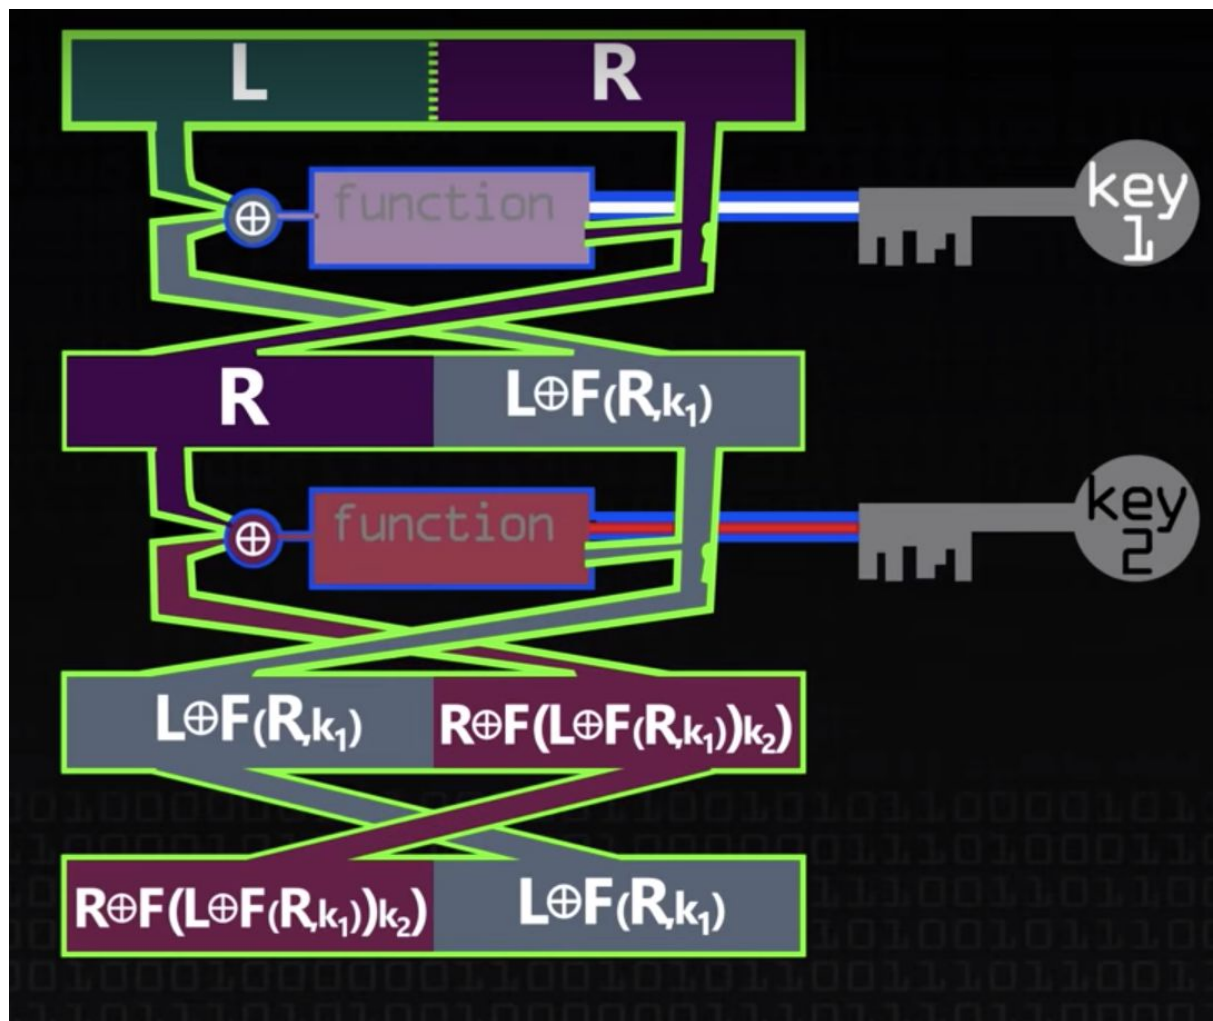 L R
function key
1
R L⊕F(R,k₁)
function key
2
L⊕F(R,k₁) R⊕F(L⊕F(R,k₁))k₂)
R⊕F(L⊕F(R,k₁))k₂) L⊕F(R,k₁)